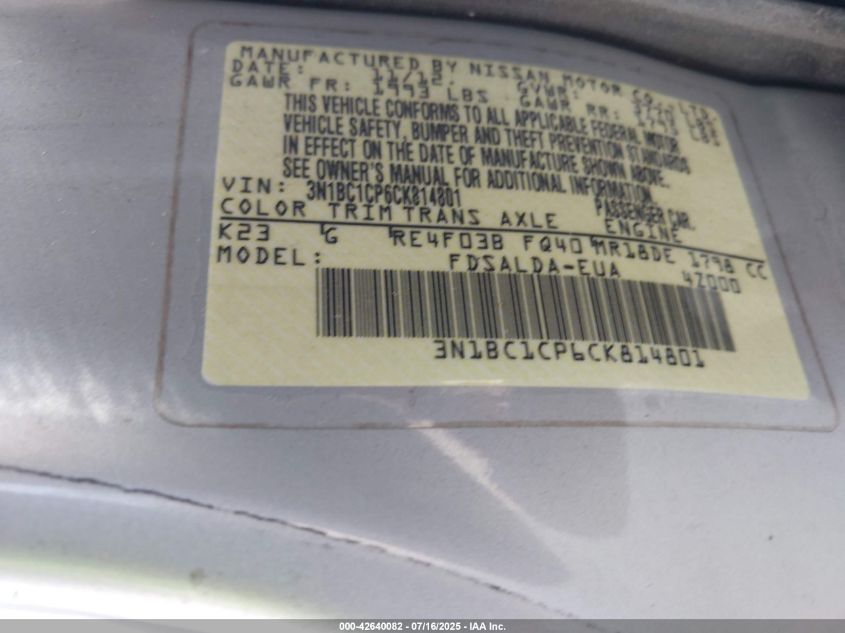 MANUFACTURED BY NISSAN MOTOR CO., LTD.
DATE: 11/12. GVWR:
GAWR FR: 1993 LBS GAWR RR: LBS
THIS VEHICLE CONFORMS TO ALL APPLICABLE FEDERAL MOTOR
VEHICLE SAFETY, BUMPER AND THEFT PREVENTION STANDARDS
IN EFFECT ON THE DATE OF MANUFACTURE SHOWN ABOVE.
SEE OWNER'S MANUAL FOR ADDITIONAL INFORMATION.
VIN: 3N1BC1CP6CK814801 PASSENGER CAR.
COLOR TRIM TRANS AXLE ENGINE
K23 G RE4F03B FQ40 MR18DE 1798 CC
MODEL: FDSALDA-EUA 4Z000
3N1BC1CP6CK814801
000-42640082 - 07/16/2025 - IAA Inc.